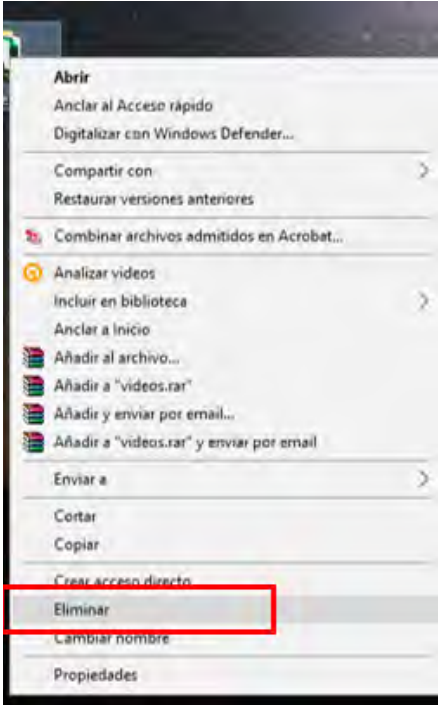 Abrir
Anclar al Acceso rápido
Digitalizar con Windows Defender...
Compartir con
Restaurar versiones anteriores
Combinar archivos admitidos en Acrobat...
Analizar videos
Incluir en biblioteca
Anclar a Inicio
Añadir al archivo...
Añadir a "videos.rar"
Añadir y enviar por email...
Añadir a "videos.rar" y enviar por email
Enviar a
Cortar
Copiar
Crear acceso directo
Eliminar
Cambiar nombre
Propiedades